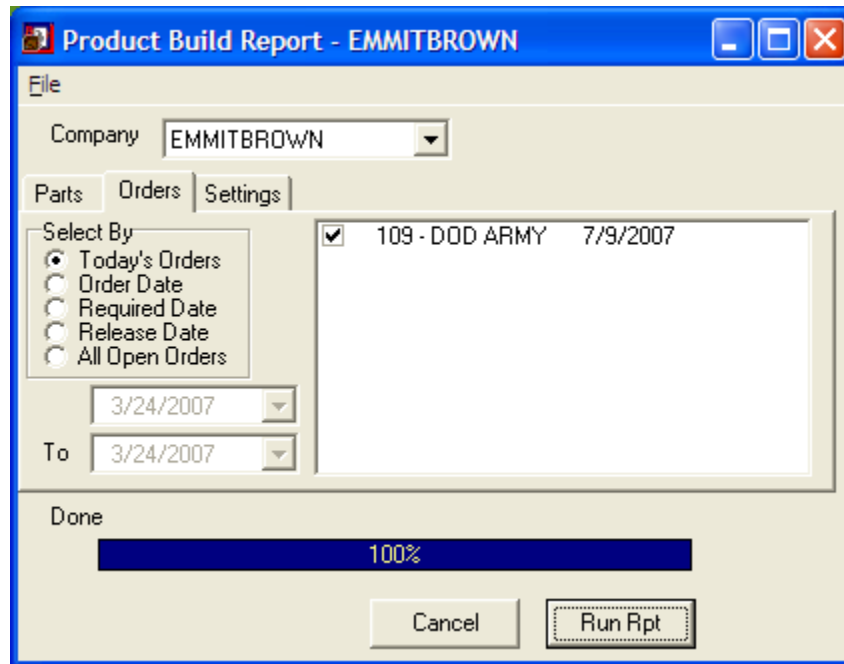 Product Build Report - EMMITBROWN
File
Company EMMITBROWN
Parts Orders Settings
Select By
Today's Orders
Order Date
Required Date
Release Date
All Open Orders
109 - DOD ARMY 7/9/2007
3/24/2007
To 3/24/2007
Done
100%
Cancel Run Rpt